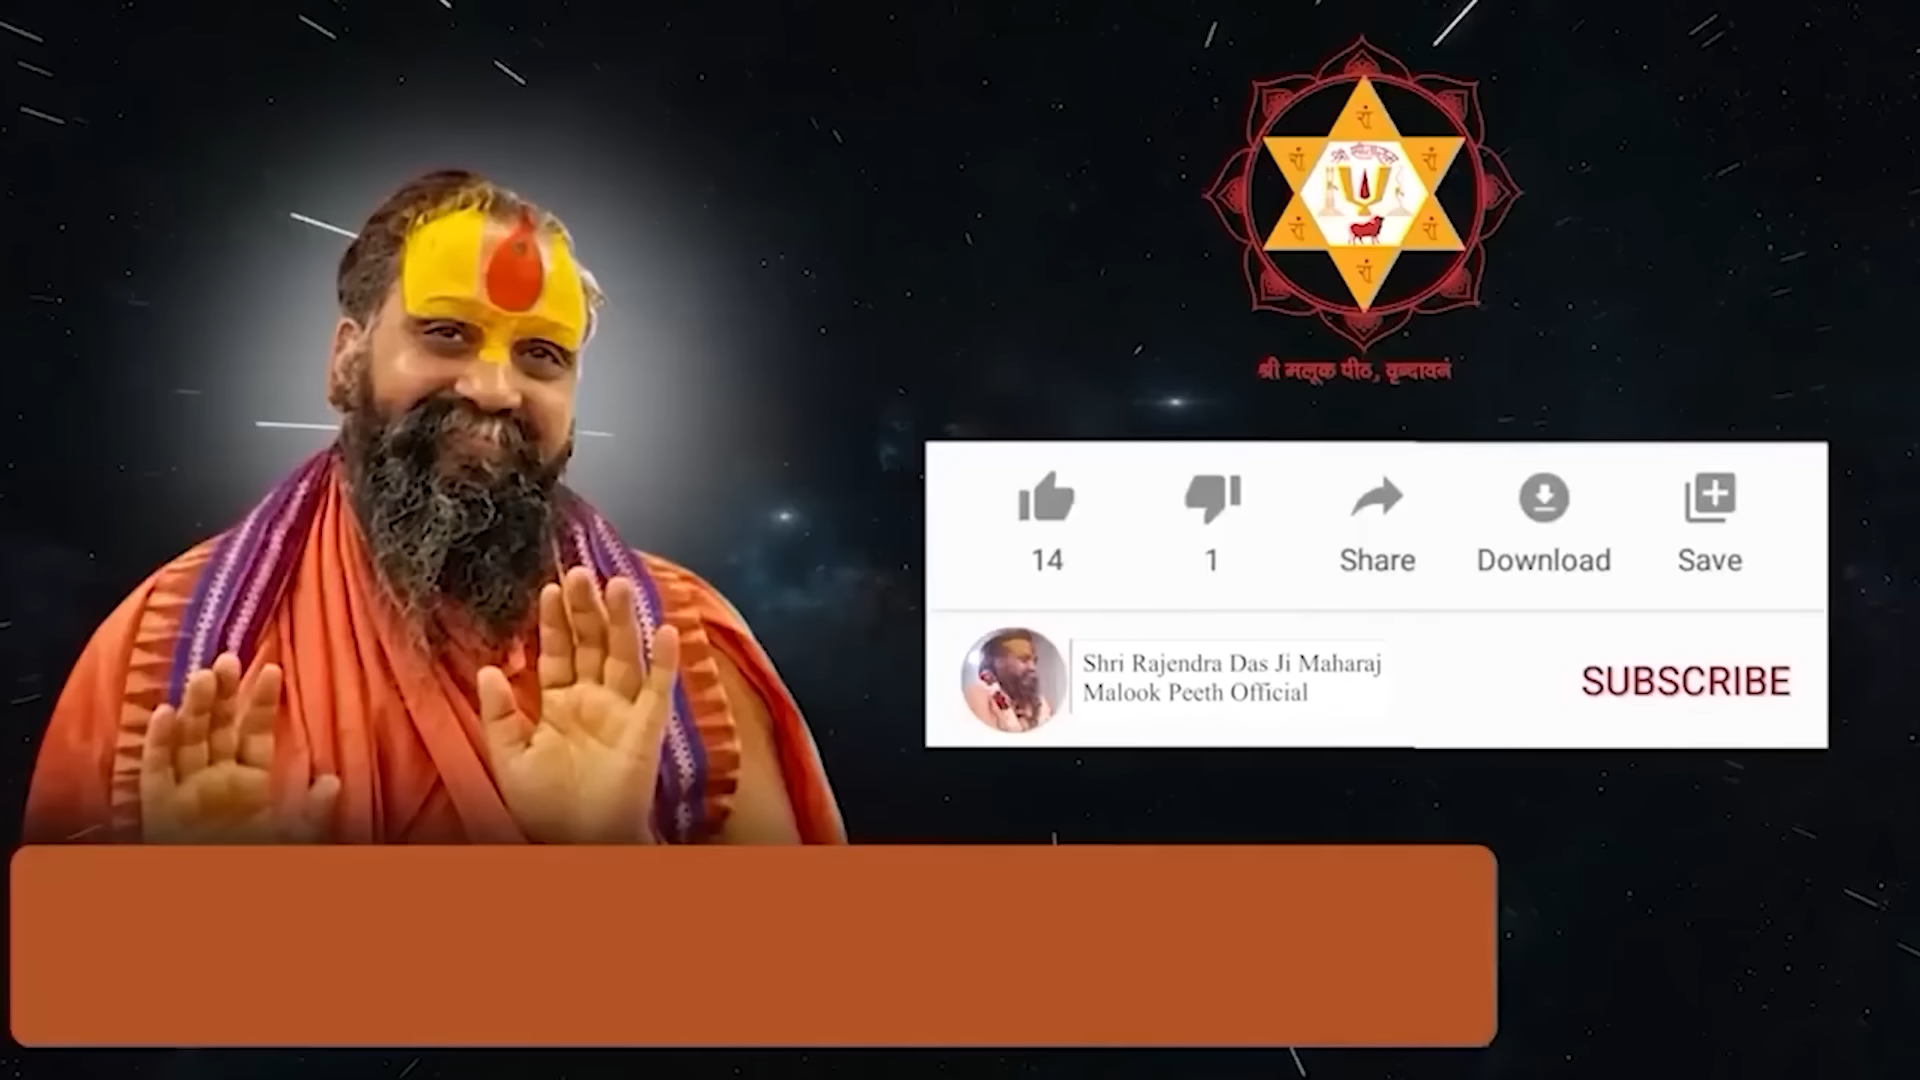 रां
रां
रां
श्री सीताराम
रां
रां
रां
श्री मलूक पीठ, वृन्दावनं
14
1
Share
Download
Save
Shri Rajendra Das Ji Maharaj
Malook Peeth Official
SUBSCRIBE